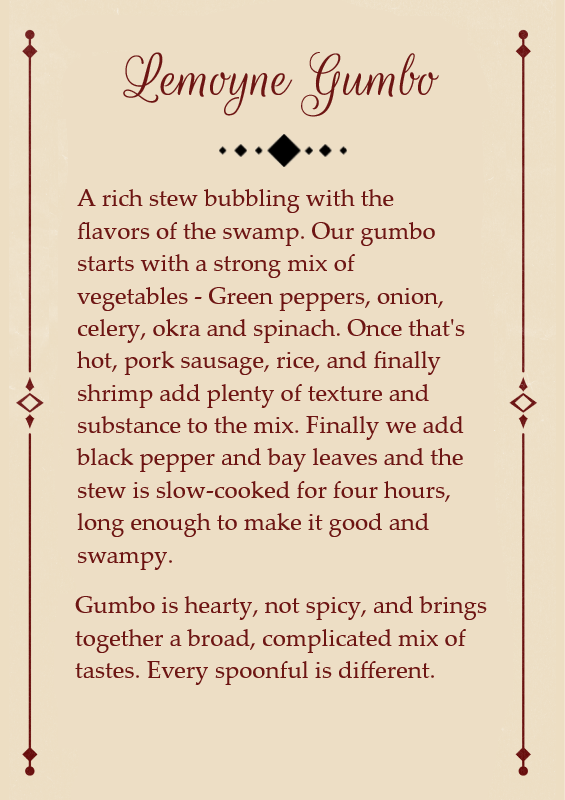 Lemoyne Gumbo
A rich stew bubbling with the
flavors of the swamp. Our gumbo
starts with a strong mix of
vegetables - Green peppers, onion,
celery, okra and spinach. Once that's
hot, pork sausage, rice, and finally
shrimp add plenty of texture and
substance to the mix. Finally we add
black pepper and bay leaves and the
stew is slow-cooked for four hours,
long enough to make it good and
swampy.
Gumbo is hearty, not spicy, and brings
together a broad, complicated mix of
tastes. Every spoonful is different.